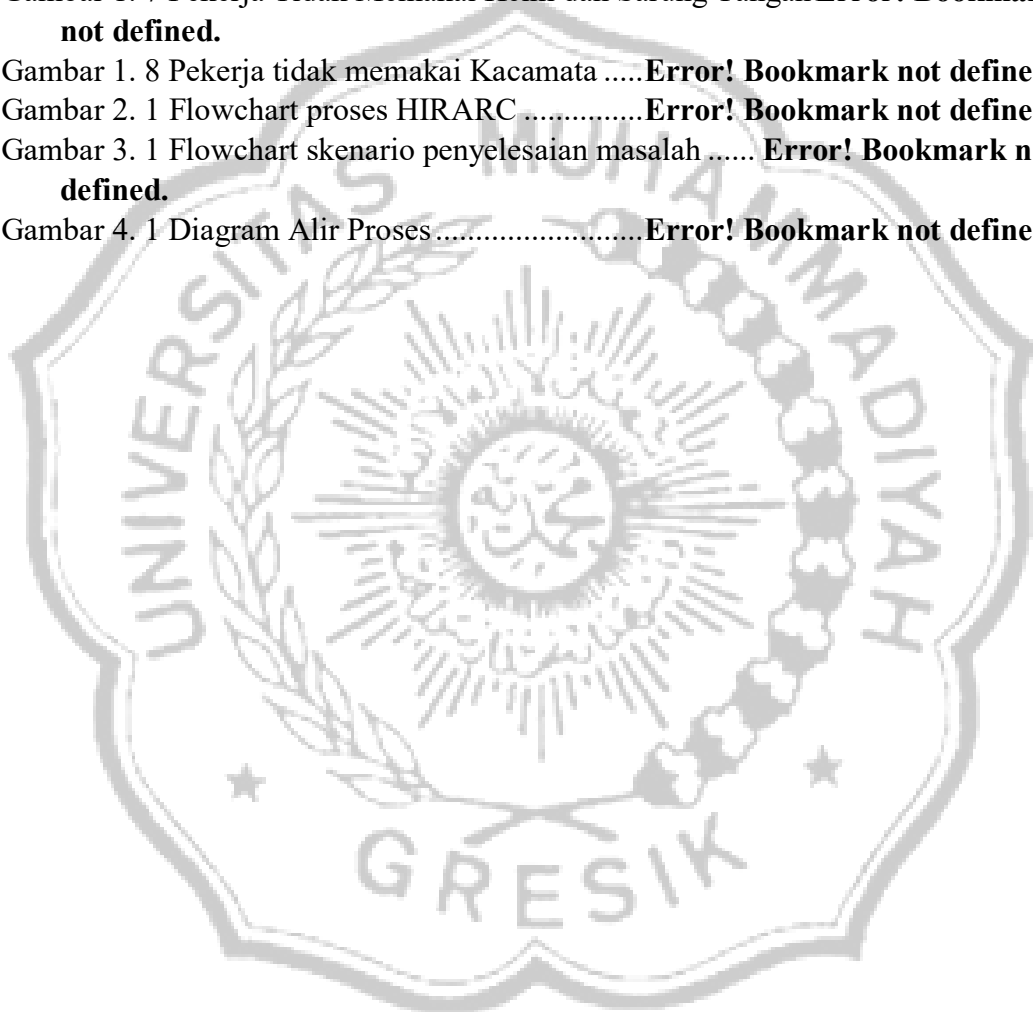 not defined.
Gambar 1. 8 Pekerja tidak memakai Kacamata .....Error! Bookmark not define
Gambar 2. 1 Flowchart proses HIRARC ...............Error! Bookmark not define
Gambar 3. 1 Flowchart skenario penyelesaian masalah ...... Error! Bookmark n
defined.
Gambar 4. 1 Diagram Alir Proses..........................Error! Bookmark not define
UNIVERSITAS MUHAMMADIYAH
GRESIK